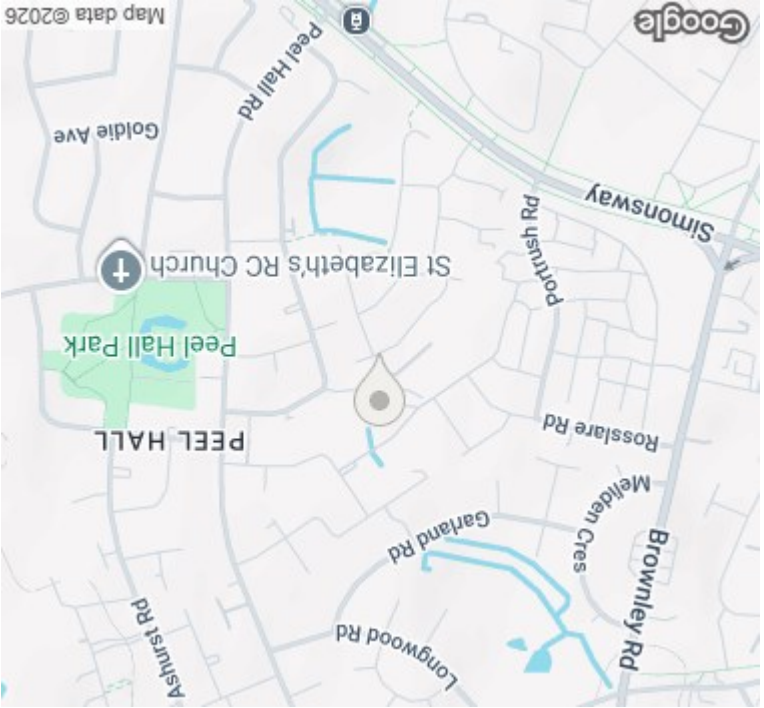 Brownley Rd
Longwood Rd
Ashurst Rd
Garland Rd
Meliden Cres
Rosslare Rd
PEEL HALL
Peel Hall Park
St Elizabeth's RC Church
Portrush Rd
Simonsway
Goldie Ave
Peel Hall Rd
Google
Map data ©2026